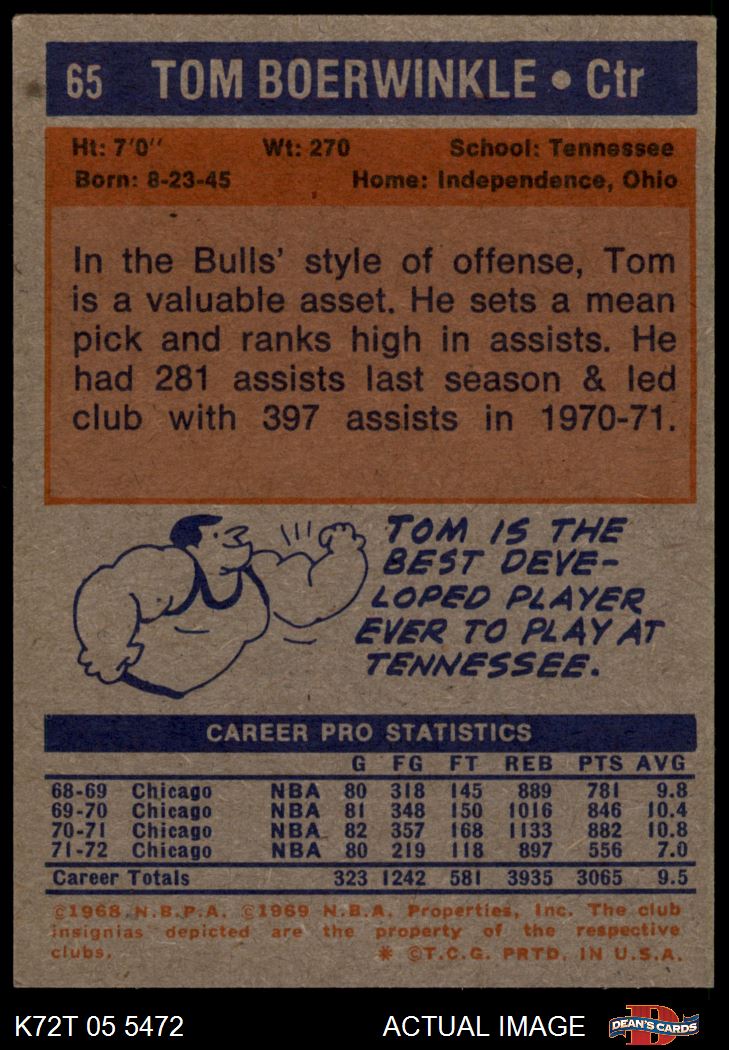 65 TOM BOERWINKLE • Ctr
Ht: 7'0" Wt: 270 School: Tennessee
Born: 8-23-45 Home: Independence, Ohio
In the Bulls' style of offense, Tom
is a valuable asset. He sets a mean
pick and ranks high in assists. He
had 281 assists last season & led
club with 397 assists in 1970-71.
TOM IS THE
BEST DEVE-
LOPED PLAYER
EVER TO PLAY AT
TENNESSEE.
CAREER PRO STATISTICS
G FG FT REB PTS AVG
68-69 Chicago NBA 80 318 145 889 781 9.8
69-70 Chicago NBA 81 348 150 1016 846 10.4
70-71 Chicago NBA 82 357 168 1133 882 10.8
71-72 Chicago NBA 80 219 118 897 556 7.0
Career Totals 323 1242 581 3935 3065 9.5
©1968 N.B.P.A. ©1969 N.B.A. Properties, Inc. The club
insignias depicted are the property of the respective
clubs. * ©T.C.G. PRTD. IN U.S.A.
K72T 05 5472 ACTUAL IMAGE D DEAN'S CARDS